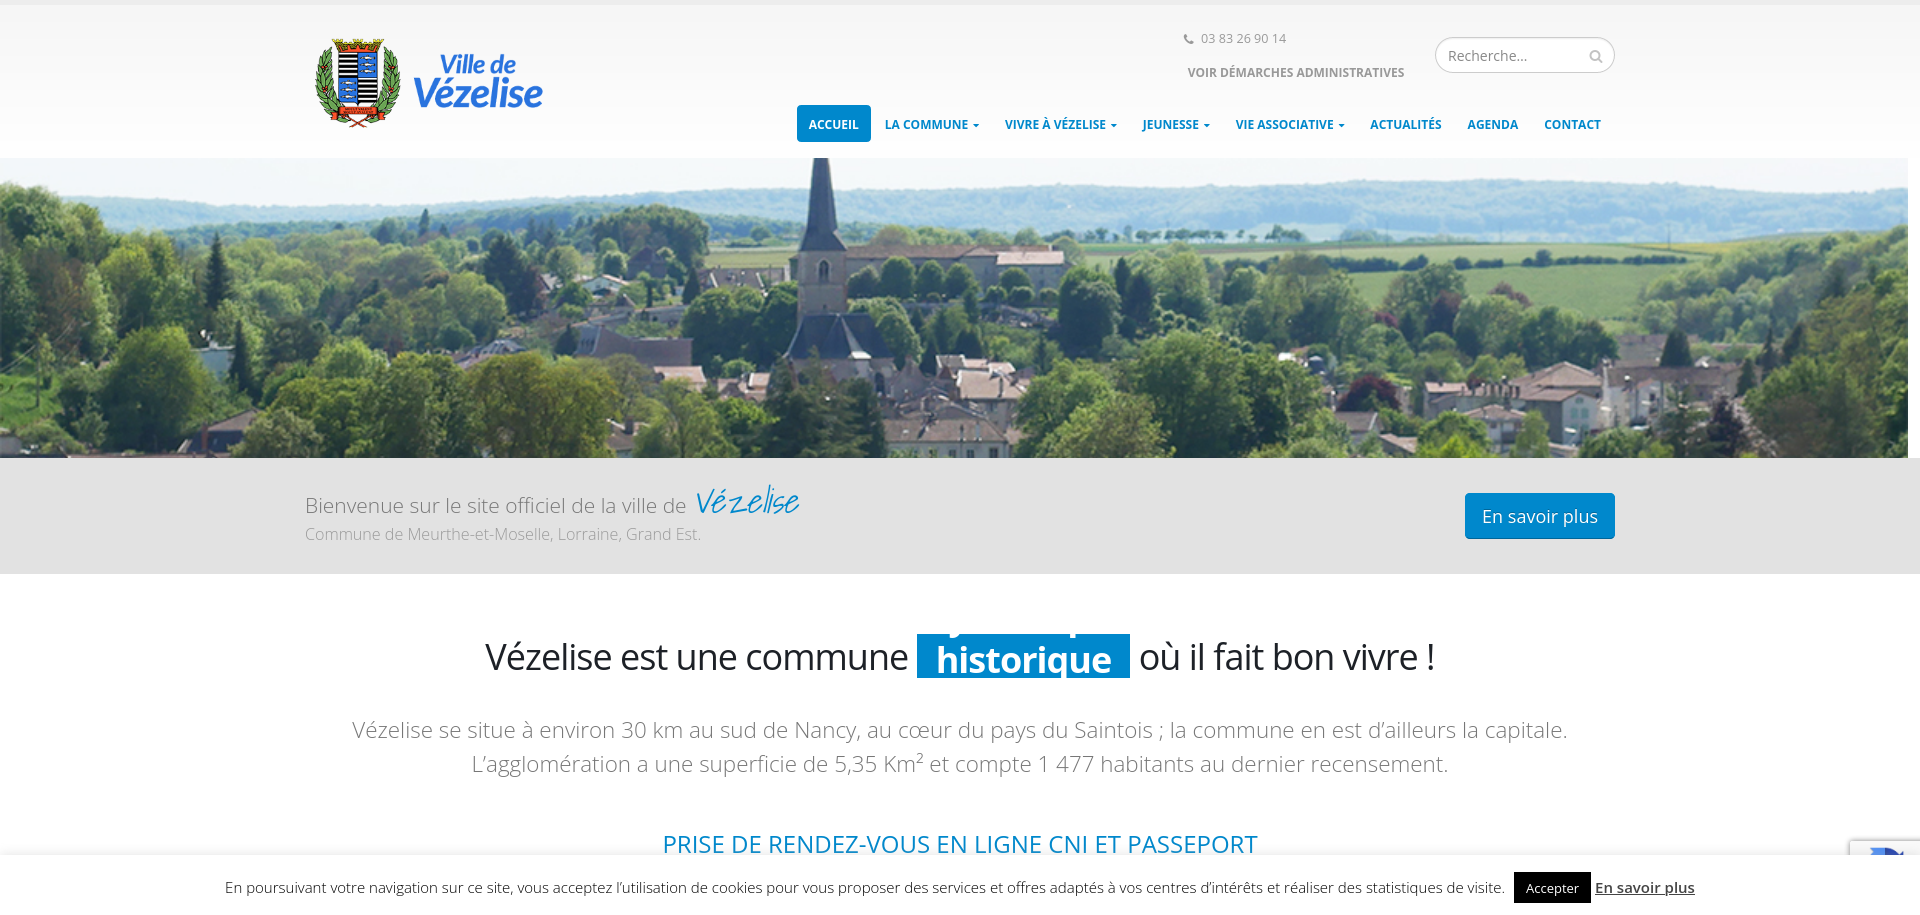 03 83 26 90 14
Recherche...
VOIR DÉMARCHES ADMINISTRATIVES
Ville de
Vézelise
ACCUEIL LA COMMUNE VIVRE À VÉZELISE JEUNESSE VIE ASSOCIATIVE ACTUALITÉS AGENDA CONTACT
Bienvenue sur le site officiel de la ville de Vézelise
Commune de Meurthe-et-Moselle, Lorraine, Grand Est.
En savoir plus
Vézelise est une commune historique où il fait bon vivre !
Vézelise se situe à environ 30 km au sud de Nancy, au cœur du pays du Saintois ; la commune en est d’ailleurs la capitale.
L’agglomération a une superficie de 5,35 Km² et compte 1 477 habitants au dernier recensement.
PRISE DE RENDEZ-VOUS EN LIGNE CNI ET PASSEPORT
En poursuivant votre navigation sur ce site, vous acceptez l’utilisation de cookies pour vous proposer des services et offres adaptés à vos centres d’intérêts et réaliser des statistiques de visite. Accepter En savoir plus